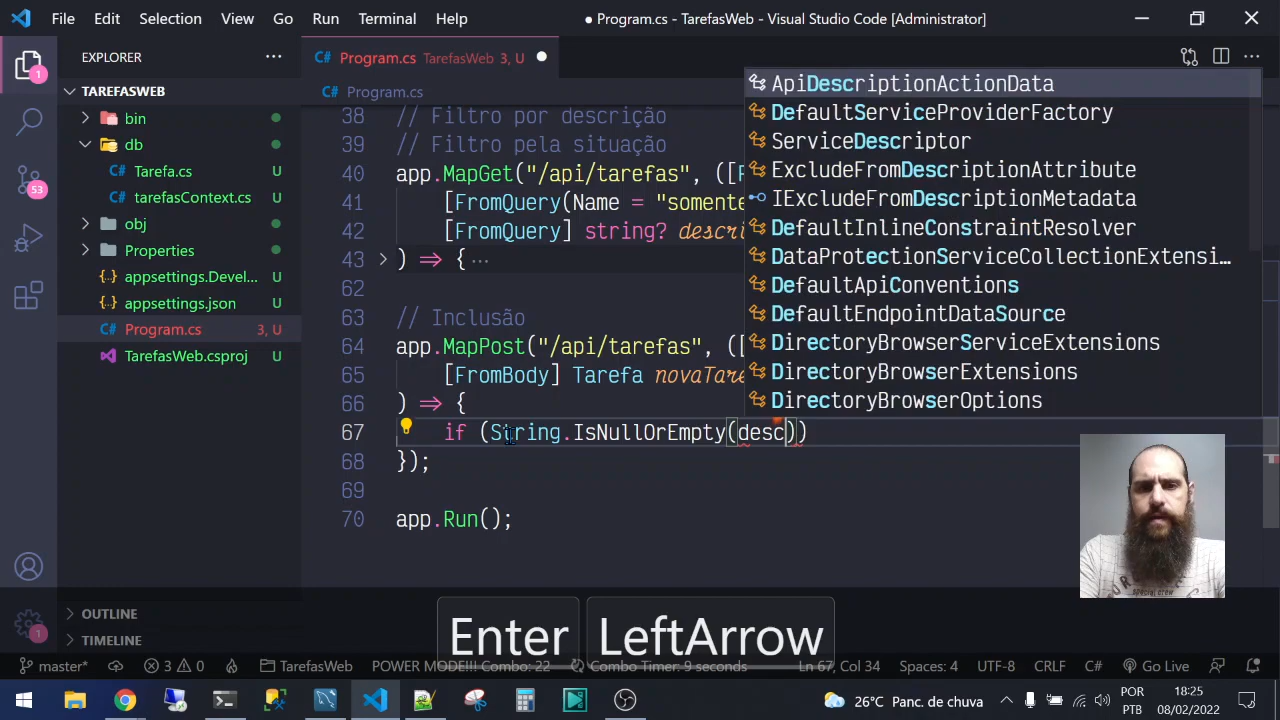 File Edit Selection View Go Run Terminal Help
● Program.cs - TarefasWeb - Visual Studio Code [Administrator]
EXPLORER
TAREFASWEB
bin
db
Tarefa.cs U
tarefasContext.cs U
obj
Properties
appsettings.Devel... U
appsettings.json U
Program.cs 3, U
TarefasWeb.csproj U
OUTLINE
TIMELINE
1
53
1
Program.cs TarefasWeb 3, U
Program.cs
38 // Filtro por descrição
39 // Filtro pela situação
40 app.MapGet("/api/tarefas", ([
41 [FromQuery(Name = "somente
42 [FromQuery] string? descri
43 ) => { ...
62
63 // Inclusão
64 app.MapPost("/api/tarefas", ([
65 [FromBody] Tarefa novaTare
66 ) => {
67 if (String.IsNullOrEmpty(desc))
68 });
69
70 app.Run();
ApiDescriptionActionData
DefaultServiceProviderFactory
ServiceDescriptor
ExcludeFromDescriptionAttribute
IExcludeFromDescriptionMetadata
DefaultInlineConstraintResolver
DataProtectionServiceCollectionExtensi...
DefaultApiConventions
DefaultEndpointDataSource
DirectoryBrowserServiceExtensions
DirectoryBrowserExtensions
DirectoryBrowserOptions
Enter LeftArrow
master* 3 0 TarefasWeb POWER MODE!!! Combo: 22 Combo Timer: 9 seconds Ln 67, Col 34 Spaces: 4 UTF-8 CRLF C# Go Live
26°C Panc. de chuva
POR
PTB
18:25
08/02/2022